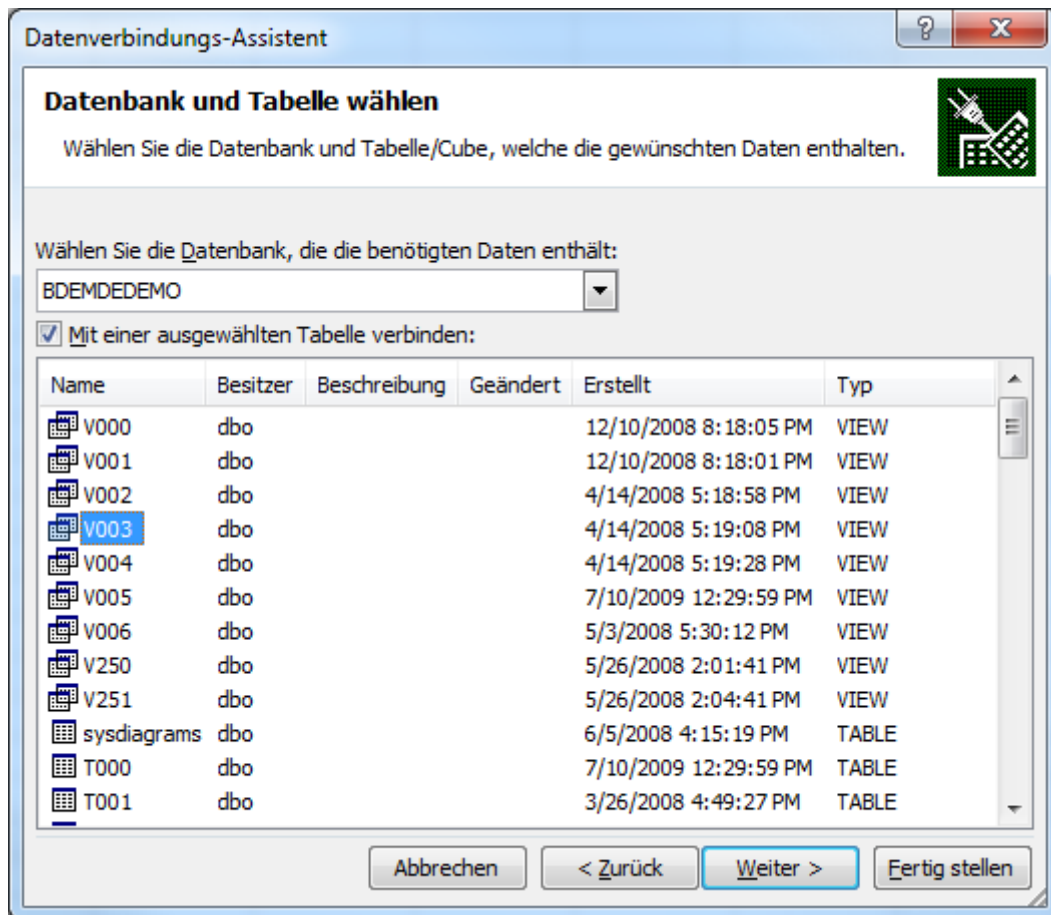 Datenverbindungs-Assistent
Datenbank und Tabelle wählen
Wählen Sie die Datenbank und Tabelle/Cube, welche die gewünschten Daten enthalten.
Wählen Sie die Datenbank, die die benötigten Daten enthält:
BDEMDEDEMO
Mit einer ausgewählten Tabelle verbinden:
Name Besitzer Beschreibung Geändert Erstellt Typ
V000 dbo 12/10/2008 8:18:05 PM VIEW
V001 dbo 12/10/2008 8:18:01 PM VIEW
V002 dbo 4/14/2008 5:18:58 PM VIEW
V003 dbo 4/14/2008 5:19:08 PM VIEW
V004 dbo 4/14/2008 5:19:28 PM VIEW
V005 dbo 7/10/2009 12:29:59 PM VIEW
V006 dbo 5/3/2008 5:30:12 PM VIEW
V250 dbo 5/26/2008 2:01:41 PM VIEW
V251 dbo 5/26/2008 2:04:41 PM VIEW
sysdiagrams dbo 6/5/2008 4:15:19 PM TABLE
T000 dbo 7/10/2009 12:29:59 PM TABLE
T001 dbo 3/26/2008 4:49:27 PM TABLE
Abbrechen < Zurück Weiter > Fertig stellen